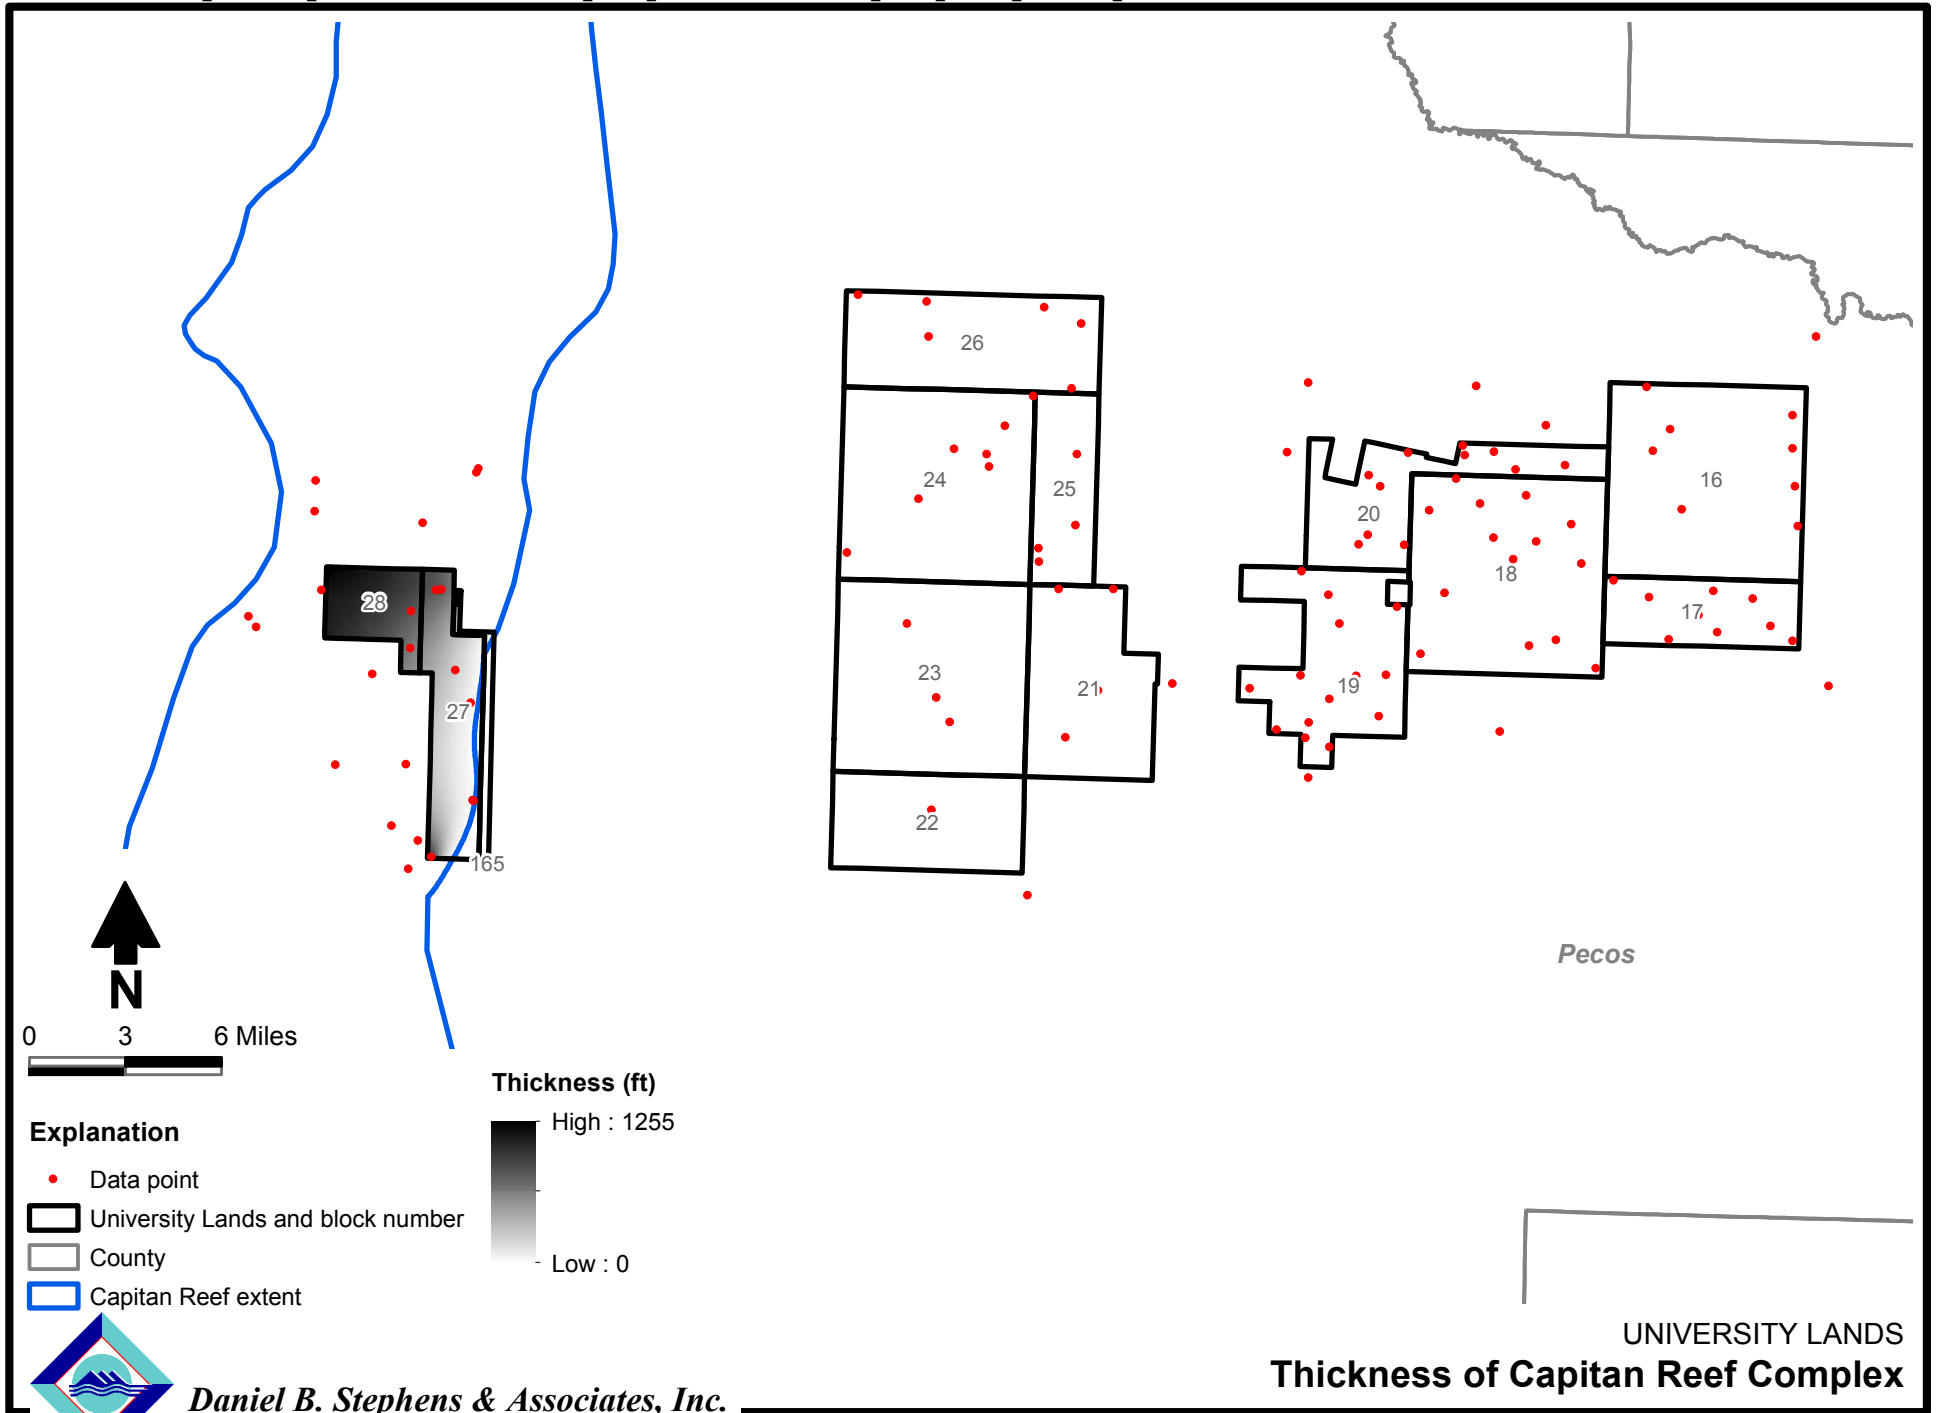 26
24
25
16
20
18
28
17
23
21
19
27
22
165
Pecos
N
0 3 6 Miles
Thickness (ft)
High : 1255
Low : 0
Explanation
Data point
University Lands and block number
County
Capitan Reef extent
UNIVERSITY LANDS
Thickness of Capitan Reef Complex
Daniel B. Stephens & Associates, Inc.